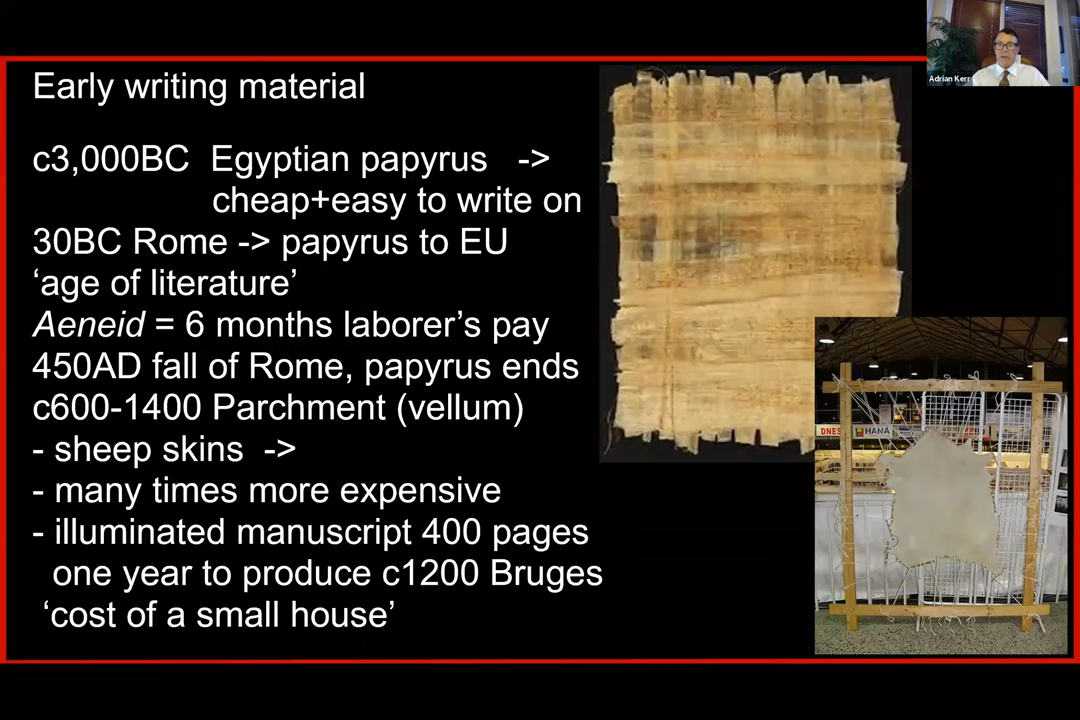 Early writing material
c3,000BC Egyptian papyrus ->
cheap+easy to write on
30BC Rome -> papyrus to EU
‘age of literature’
Aeneid = 6 months laborer’s pay
450AD fall of Rome, papyrus ends
c600-1400 Parchment (vellum)
- sheep skins ->
- many times more expensive
- illuminated manuscript 400 pages
one year to produce c1200 Bruges
‘cost of a small house’
Adrian Kerr
DNES
HANÁ